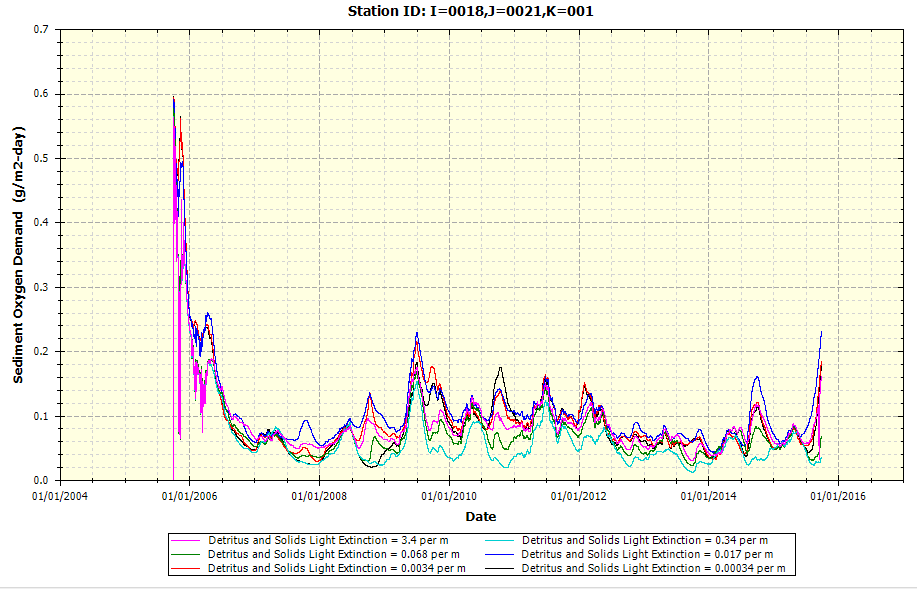 Station ID: I=0018,J=0021,K=001
0.7
0.6
0.5
0.4
0.3
0.2
0.1
0.0
Sediment Oxygen Demand (g/m2-day)
01/01/2004 01/01/2006 01/01/2008 01/01/2010 01/01/2012 01/01/2014 01/01/2016
Date
Detritus and Solids Light Extinction = 3.4 per m Detritus and Solids Light Extinction = 0.34 per m
Detritus and Solids Light Extinction = 0.068 per m Detritus and Solids Light Extinction = 0.017 per m
Detritus and Solids Light Extinction = 0.0034 per m Detritus and Solids Light Extinction = 0.00034 per m